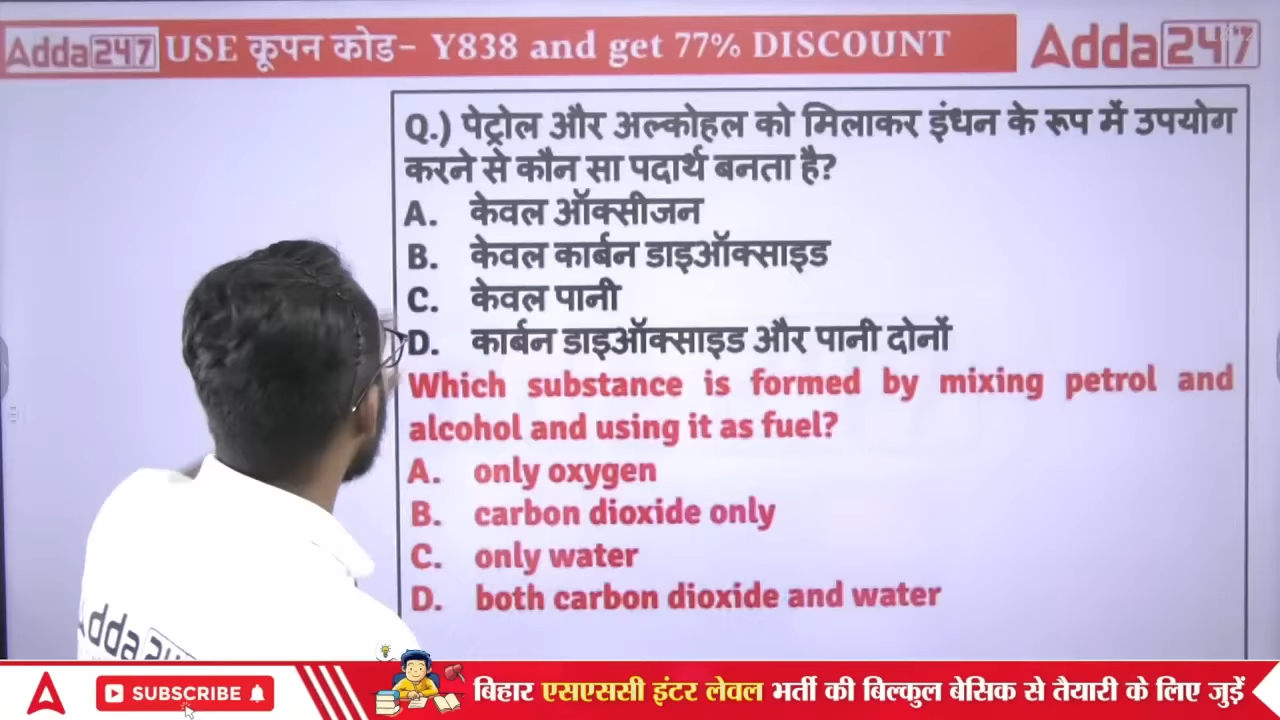 Adda247 USE कूपन कोड- Y838 and get 77% DISCOUNT Adda247
Q.) पेट्रोल और अल्कोहल को मिलाकर इंधन के रूप में उपयोग
करने से कौन सा पदार्थ बनता है?
A. केवल ऑक्सीजन
B. केवल कार्बन डाइऑक्साइड
C. केवल पानी
D. कार्बन डाइऑक्साइड और पानी दोनों
Which substance is formed by mixing petrol and
alcohol and using it as fuel?
A. only oxygen
B. carbon dioxide only
C. only water
D. both carbon dioxide and water
Adda247
SUBSCRIBE
बिहार एसएससी इंटर लेवल भर्ती की बिल्कुल बेसिक से तैयारी के लिए जुड़ें